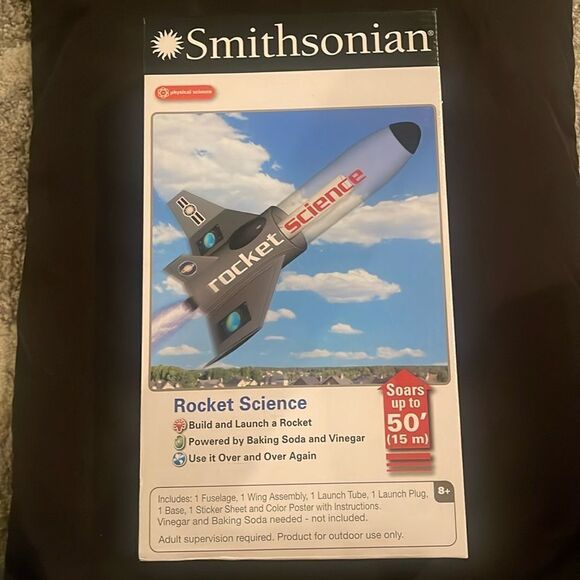 Smithsonian®
physical science
rocket science
Rocket Science
Build and Launch a Rocket
Powered by Baking Soda and Vinegar
Use it Over and Over Again
Soars
up to
50'
(15 m)
Includes: 1 Fuselage, 1 Wing Assembly, 1 Launch Tube, 1 Launch Plug,
1 Base, 1 Sticker Sheet and Color Poster with Instructions.
Vinegar and Baking Soda needed - not included.
8+
Adult supervision required. Product for outdoor use only.